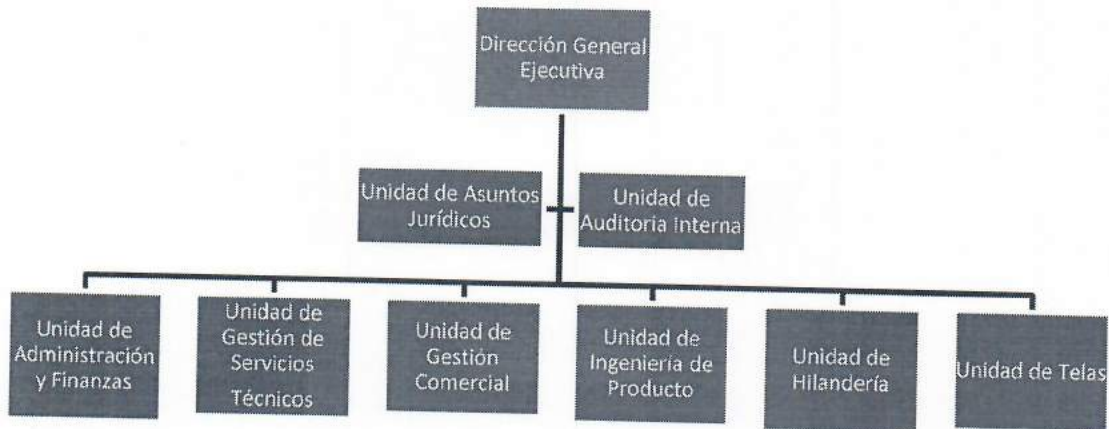 Dirección General
Ejecutiva
Unidad de Asuntos
Jurídicos
Unidad de
Auditoria Interna
Unidad de
Administración
y Finanzas
Unidad de
Gestión de
Servicios
Técnicos
Unidad de
Gestión
Comercial
Unidad de
Ingeniería de
Producto
Unidad de
Hilandería
Unidad de Telas